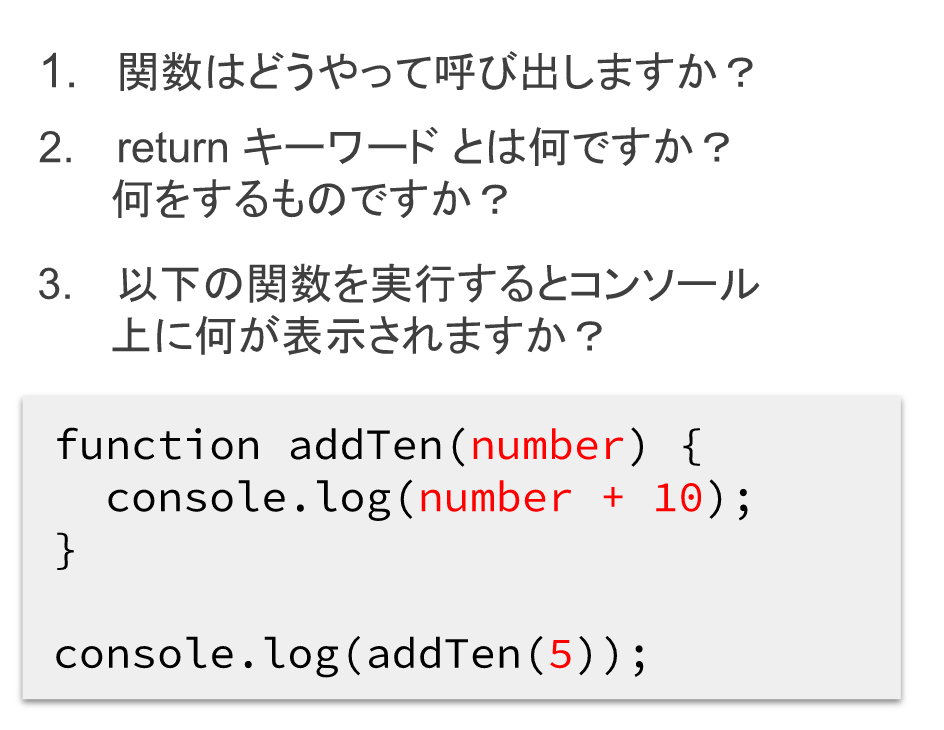 1. 関数はどうやって呼び出しますか？
2. return キーワード とは何ですか？
何をするものですか？
3. 以下の関数を実行するとコンソール
上に何が表示されますか？
function addTen(number) {
  console.log(number + 10);
}
console.log(addTen(5));